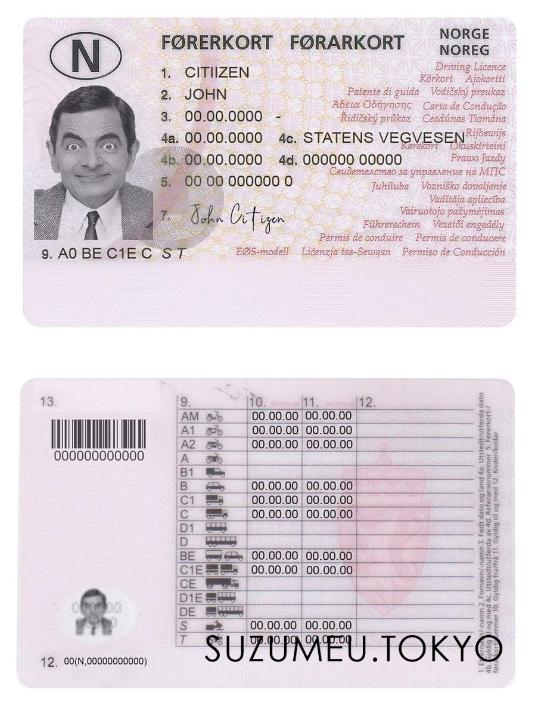 N
FØRERKORT FØRARKORT
NORGE
NOREG
1. CITIIZEN
2. JOHN
3. 00.00.0000 -
4a. 00.00.0000 4c. STATENS VEGVESEN
4b. 00.00.0000 4d. 000000 00000
5. 00 00 000000 0
7. John Citizen
9. A0 BE C1E C S T
Driving Licence
Körkort Ajokortti
Patente di guida Vodičský preukaz
Άδεια Οδήγησης Carta de Condução
Řidičský průkaz Ceadúnas Tiomána
Rijbewijs
Kørekort Ökuskírteini
Prawo Jazdy
Свидетелство за управление на МПС
Juhiluba Vozniško dovoljenje
Vadītāja apliecība
Vairuotojo pažymėjimas
Führerschein Vezetői engedély
Permis de conduire Permis de conducere
EØS-modell Licenzja tas-Sewqan Permiso de Conducción
13.
000000000000
12. 00(N,00000000000)
9. 10. 11. 12.
AM 00.00.00 00.00.00
A1 00.00.00 00.00.00
A2 00.00.00 00.00.00
A
B1
B 00.00.00 00.00.00
C1 00.00.00 00.00.00
C 00.00.00 00.00.00
D1
D
BE 00.00.00 00.00.00
C1E 00.00.00 00.00.00
CE
D1E
DE
S 00.00.00 00.00.00
T 00.00.00 00.00.00
SUZUMEU.TOKYO